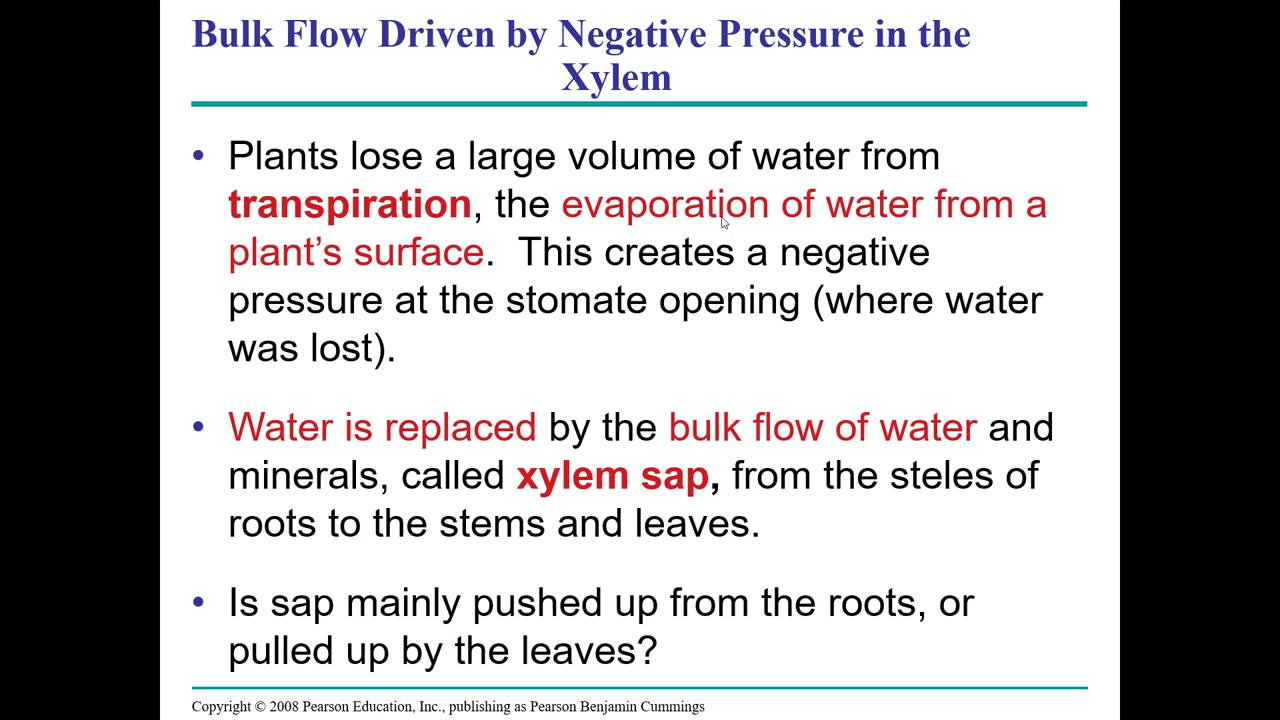 Bulk Flow Driven by Negative Pressure in the
Xylem
• Plants lose a large volume of water from
transpiration, the evaporation of water from a
plant’s surface.  This creates a negative
pressure at the stomate opening (where water
was lost).
• Water is replaced by the bulk flow of water and
minerals, called xylem sap, from the steles of
roots to the stems and leaves.
• Is sap mainly pushed up from the roots, or
pulled up by the leaves?
Copyright © 2008 Pearson Education, Inc., publishing as Pearson Benjamin Cummings